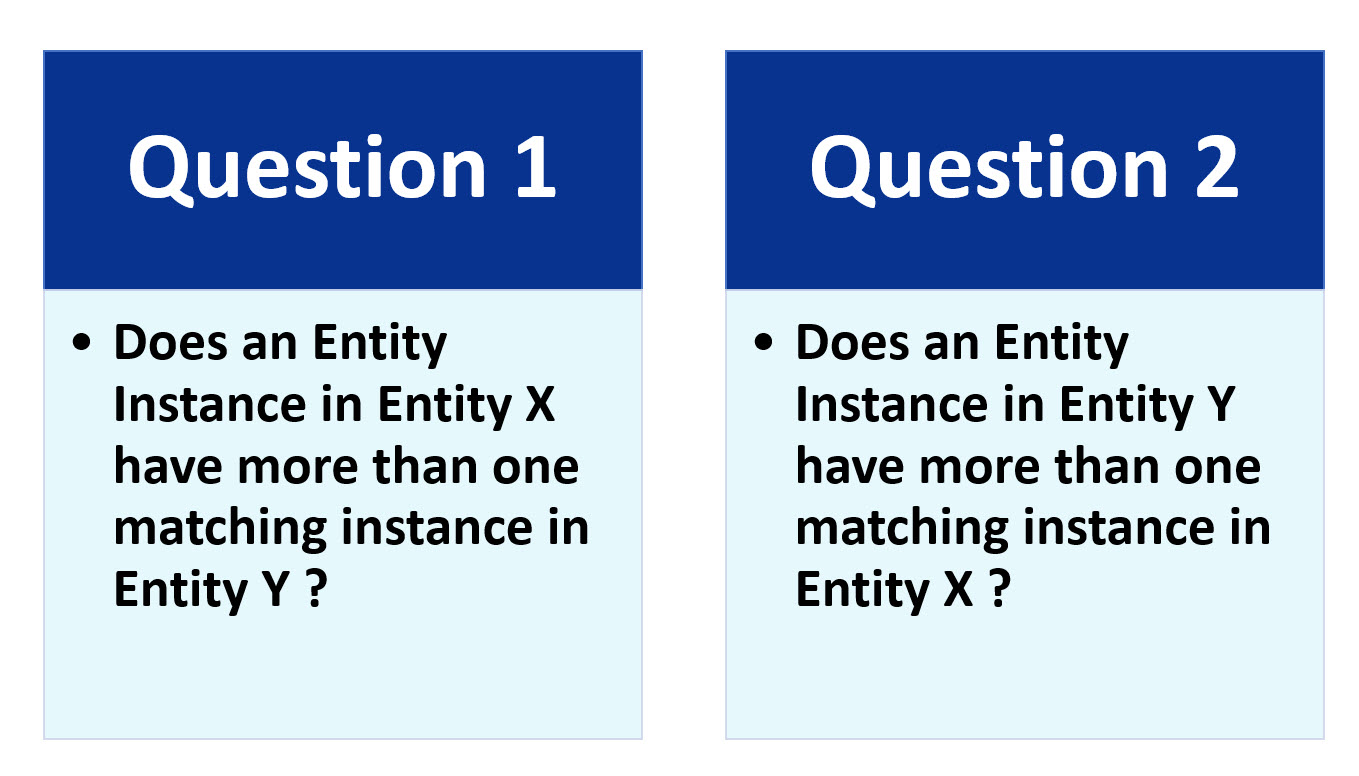 Question 1
• Does an Entity
Instance in Entity X
have more than one
matching instance in
Entity Y ?
Question 2
• Does an Entity
Instance in Entity Y
have more than one
matching instance in
Entity X ?